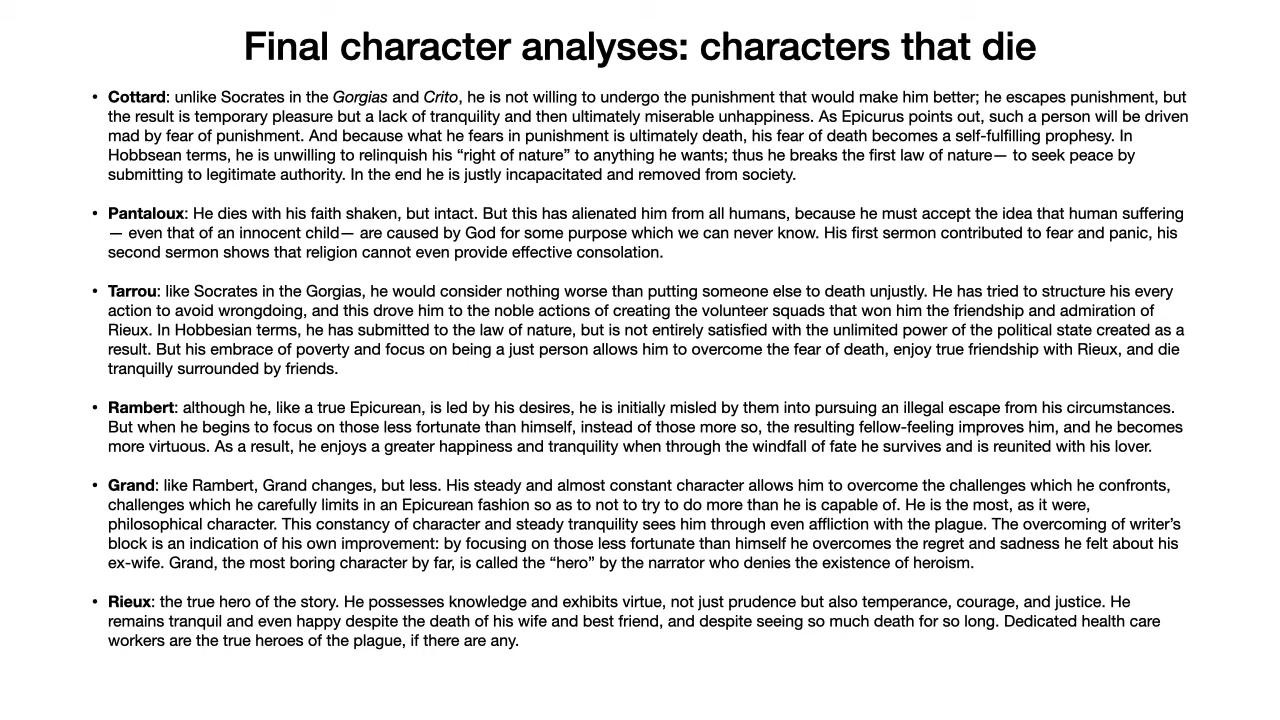 Final character analyses: characters that die
• Cottard: unlike Socrates in the Gorgias and Crito, he is not willing to undergo the punishment that would make him better; he escapes punishment, but
the result is temporary pleasure but a lack of tranquility and then ultimately miserable unhappiness. As Epicurus points out, such a person will be driven
mad by fear of punishment. And because what he fears in punishment is ultimately death, his fear of death becomes a self-fulfilling prophesy. In
Hobbsean terms, he is unwilling to relinquish his “right of nature” to anything he wants; thus he breaks the first law of nature— to seek peace by
submitting to legitimate authority. In the end he is justly incapacitated and removed from society.
• Pantaloux: He dies with his faith shaken, but intact. But this has alienated him from all humans, because he must accept the idea that human suffering
— even that of an innocent child— are caused by God for some purpose which we can never know. His first sermon contributed to fear and panic, his
second sermon shows that religion cannot even provide effective consolation.
• Tarrou: like Socrates in the Gorgias, he would consider nothing worse than putting someone else to death unjustly. He has tried to structure his every
action to avoid wrongdoing, and this drove him to the noble actions of creating the volunteer squads that won him the friendship and admiration of
Rieux. In Hobbesian terms, he has submitted to the law of nature, but is not entirely satisfied with the unlimited power of the political state created as a
result. But his embrace of poverty and focus on being a just person allows him to overcome the fear of death, enjoy true friendship with Rieux, and die
tranquilly surrounded by friends.
• Rambert: although he, like a true Epicurean, is led by his desires, he is initially misled by them into pursuing an illegal escape from his circumstances.
But when he begins to focus on those less fortunate than himself, instead of those more so, the resulting fellow-feeling improves him, and he becomes
more virtuous. As a result, he enjoys a greater happiness and tranquility when through the windfall of fate he survives and is reunited with his lover.
• Grand: like Rambert, Grand changes, but less. His steady and almost constant character allows him to overcome the challenges which he confronts,
challenges which he carefully limits in an Epicurean fashion so as to not to try to do more than he is capable of. He is the most, as it were,
philosophical character. This constancy of character and steady tranquility sees him through even affliction with the plague. The overcoming of writer’s
block is an indication of his own improvement: by focusing on those less fortunate than himself he overcomes the regret and sadness he felt about his
ex-wife. Grand, the most boring character by far, is called the “hero” by the narrator who denies the existence of heroism.
• Rieux: the true hero of the story. He possesses knowledge and exhibits virtue, not just prudence but also temperance, courage, and justice. He
remains tranquil and even happy despite the death of his wife and best friend, and despite seeing so much death for so long. Dedicated health care
workers are the true heroes of the plague, if there are any.